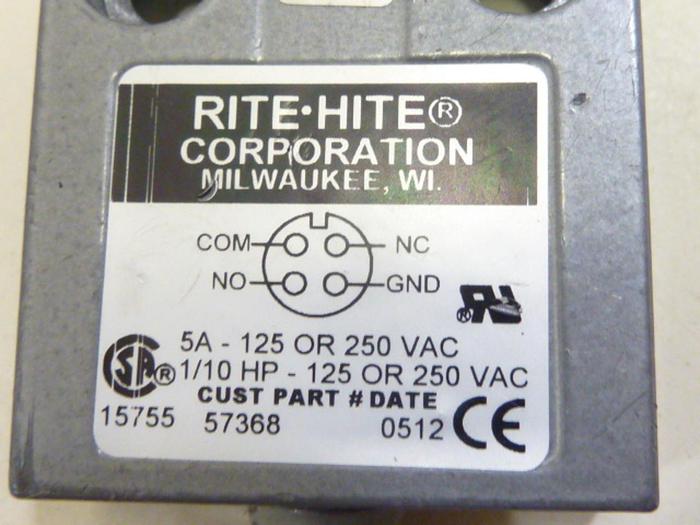 RITE•HITE®
CORPORATION
MILWAUKEE, WI.
COM NC
NO GND
5A - 125 OR 250 VAC
1/10 HP - 125 OR 250 VAC
CUST PART # DATE
15755 57368 0512